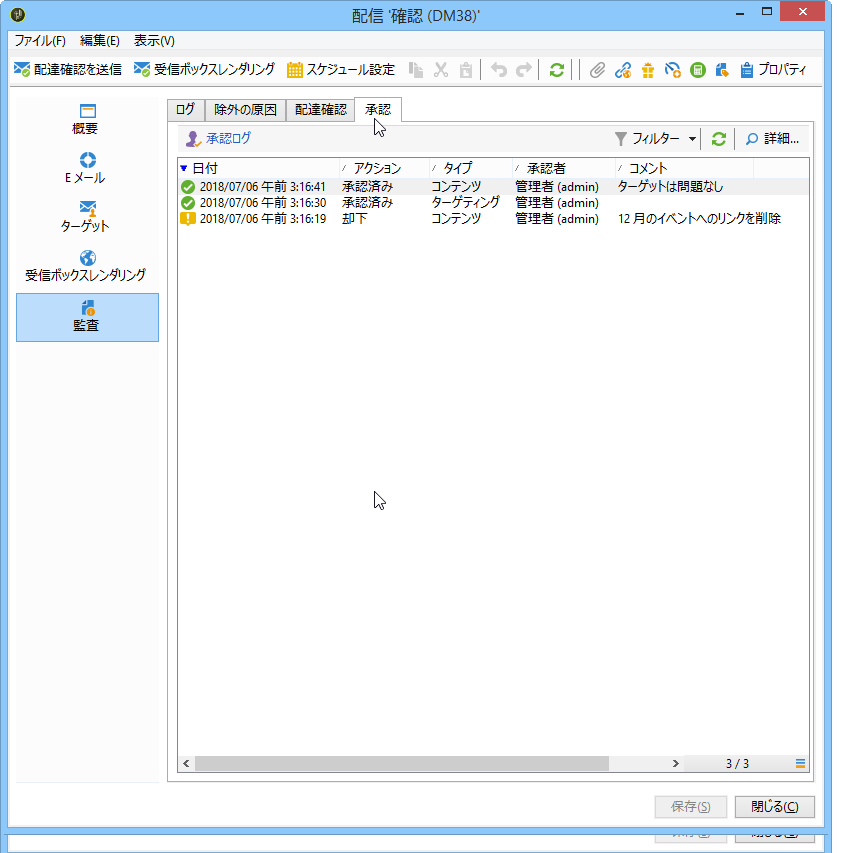 配信 '確認 (DM38)'
ファイル(F) 編集(E) 表示(V)
配達確認を送信 受信ボックスレンダリング スケジュール設定 プロパティ
概要
Eメール
ターゲット
受信ボックスレンダリング
監査
ログ 除外の原因 配達確認 承認
承認ログ フィルター 詳細...
日付 アクション タイプ 承認者 コメント
2018/07/06 午前 3:16:41 承認済み コンテンツ 管理者 (admin) ターゲットは問題なし
2018/07/06 午前 3:16:30 承認済み ターゲティング 管理者 (admin)
2018/07/06 午前 3:16:19 却下 コンテンツ 管理者 (admin) 12 月のイベントへのリンクを削除
3 / 3
保存(S) 閉じる(C)